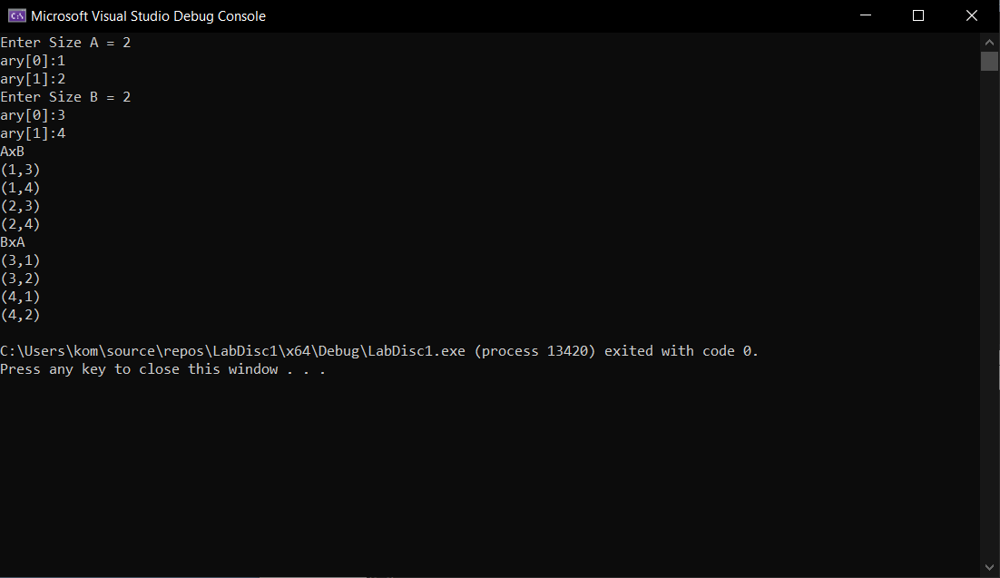 Microsoft Visual Studio Debug Console
Enter Size A = 2
ary[0]:1
ary[1]:2
Enter Size B = 2
ary[0]:3
ary[1]:4
AxB
(1,3)
(1,4)
(2,3)
(2,4)
BxA
(3,1)
(3,2)
(4,1)
(4,2)
C:\Users\kom\source\repos\LabDisc1\x64\Debug\LabDisc1.exe (process 13420) exited with code 0.
Press any key to close this window . . .